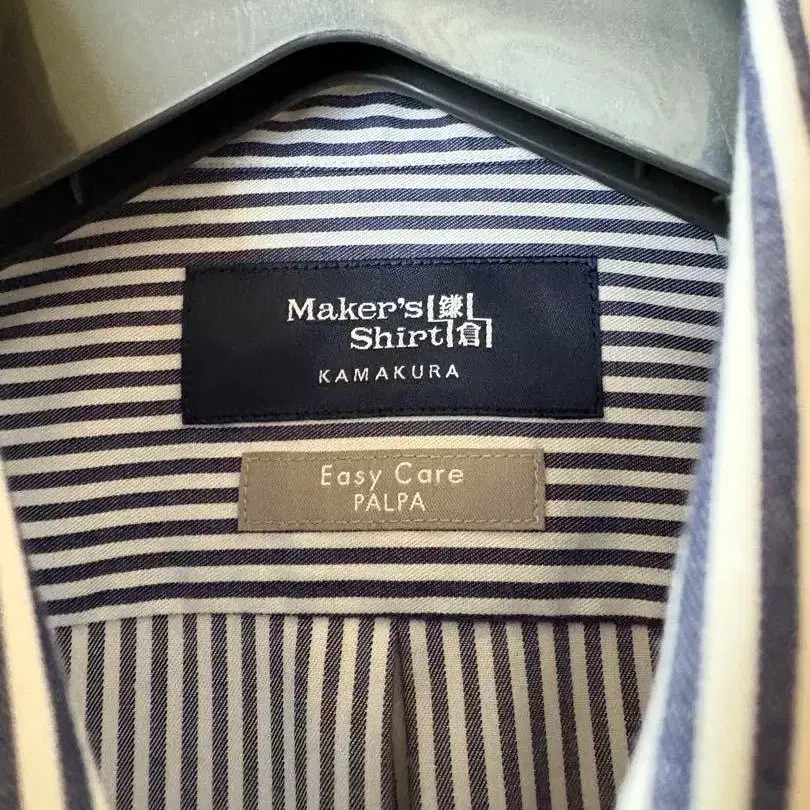 Maker's 鎌
Shirt 倉
KAMAKURA
Easy Care
PALPA